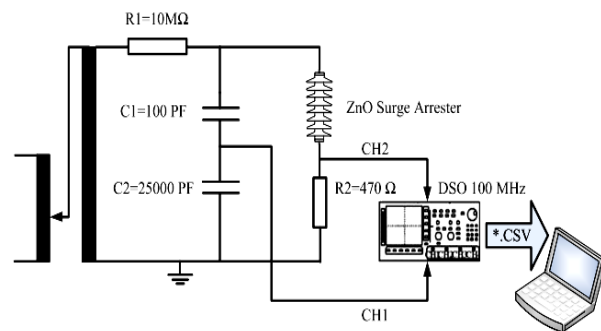 R1=10MΩ
C1=100 PF
ZnO Surge Arrester
CH2
C2=25000 PF
R2=470 Ω
DSO 100 MHz
*.CSV
CH1